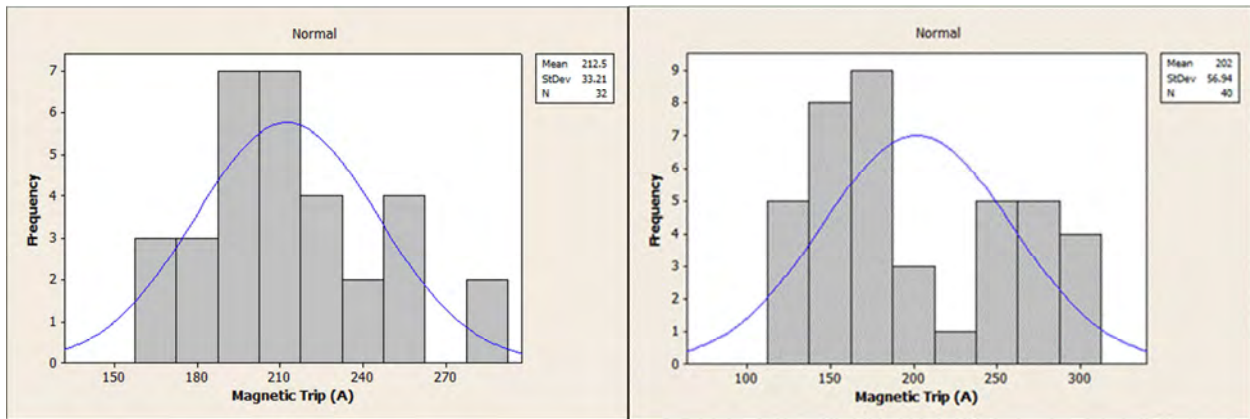 Normal
Mean 212.5
StDev 33.21
N 32
7
6
5
4
3
2
1
0
Frequency
150 180 210 240 270
Magnetic Trip (A)
Normal
Mean 202
StDev 56.94
N 40
9
8
7
6
5
4
3
2
1
0
Frequency
100 150 200 250 300
Magnetic Trip (A)